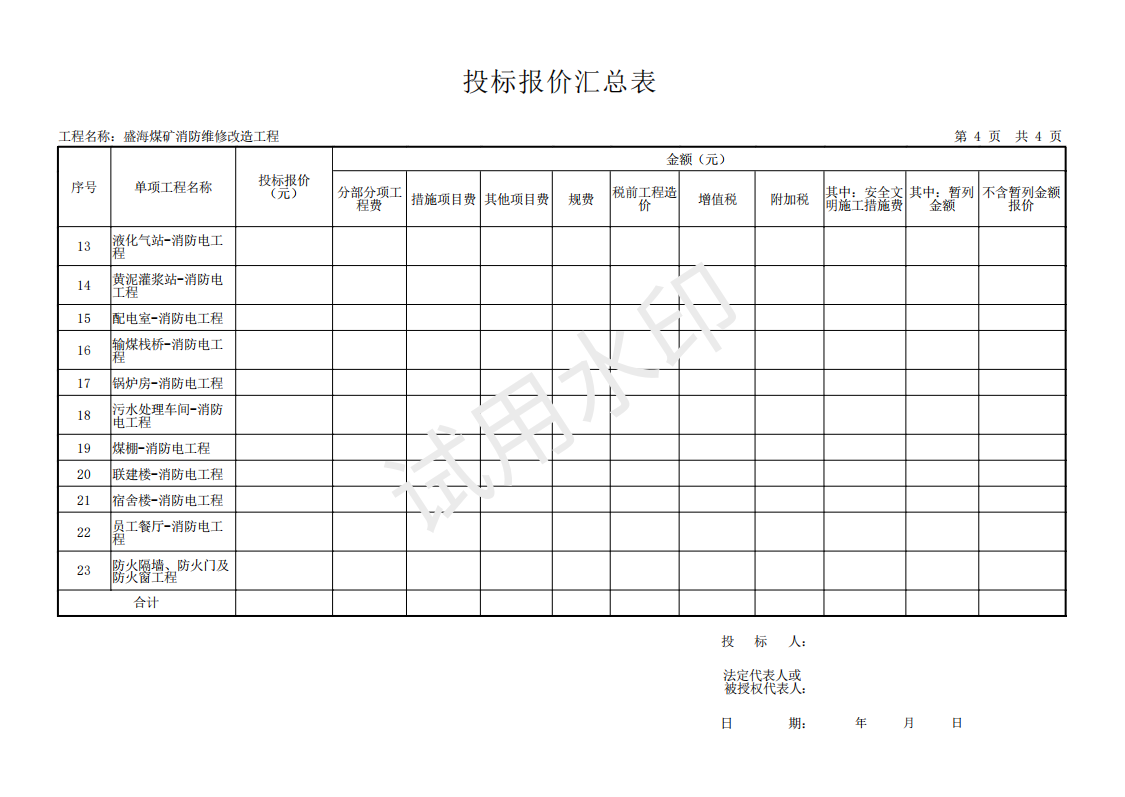 投标报价汇总表
工程名称：盛海煤矿消防维修改造工程
第 4 页 共 4 页
序号
单项工程名称
投标报价
（元）
金额（元）
分部分项工
程费
措施项目费
其他项目费
规费
税前工程造
价
增值税
附加税
其中：安全文
明施工措施费
其中：暂列
金额
不含暂列金额
报价
13
液化气站-消防电工
程
14
黄泥灌浆站-消防电
工程
15
配电室-消防电工程
16
输煤栈桥-消防电工
程
17
锅炉房-消防电工程
18
污水处理车间-消防
电工程
19
煤棚-消防电工程
20
联建楼-消防电工程
21
宿舍楼-消防电工程
22
员工餐厅-消防电工
程
23
防火隔墙、防火门及
防火窗工程
合计
试用水印
投 标 人：
法定代表人或
被授权代表人：
日 期： 年 月 日